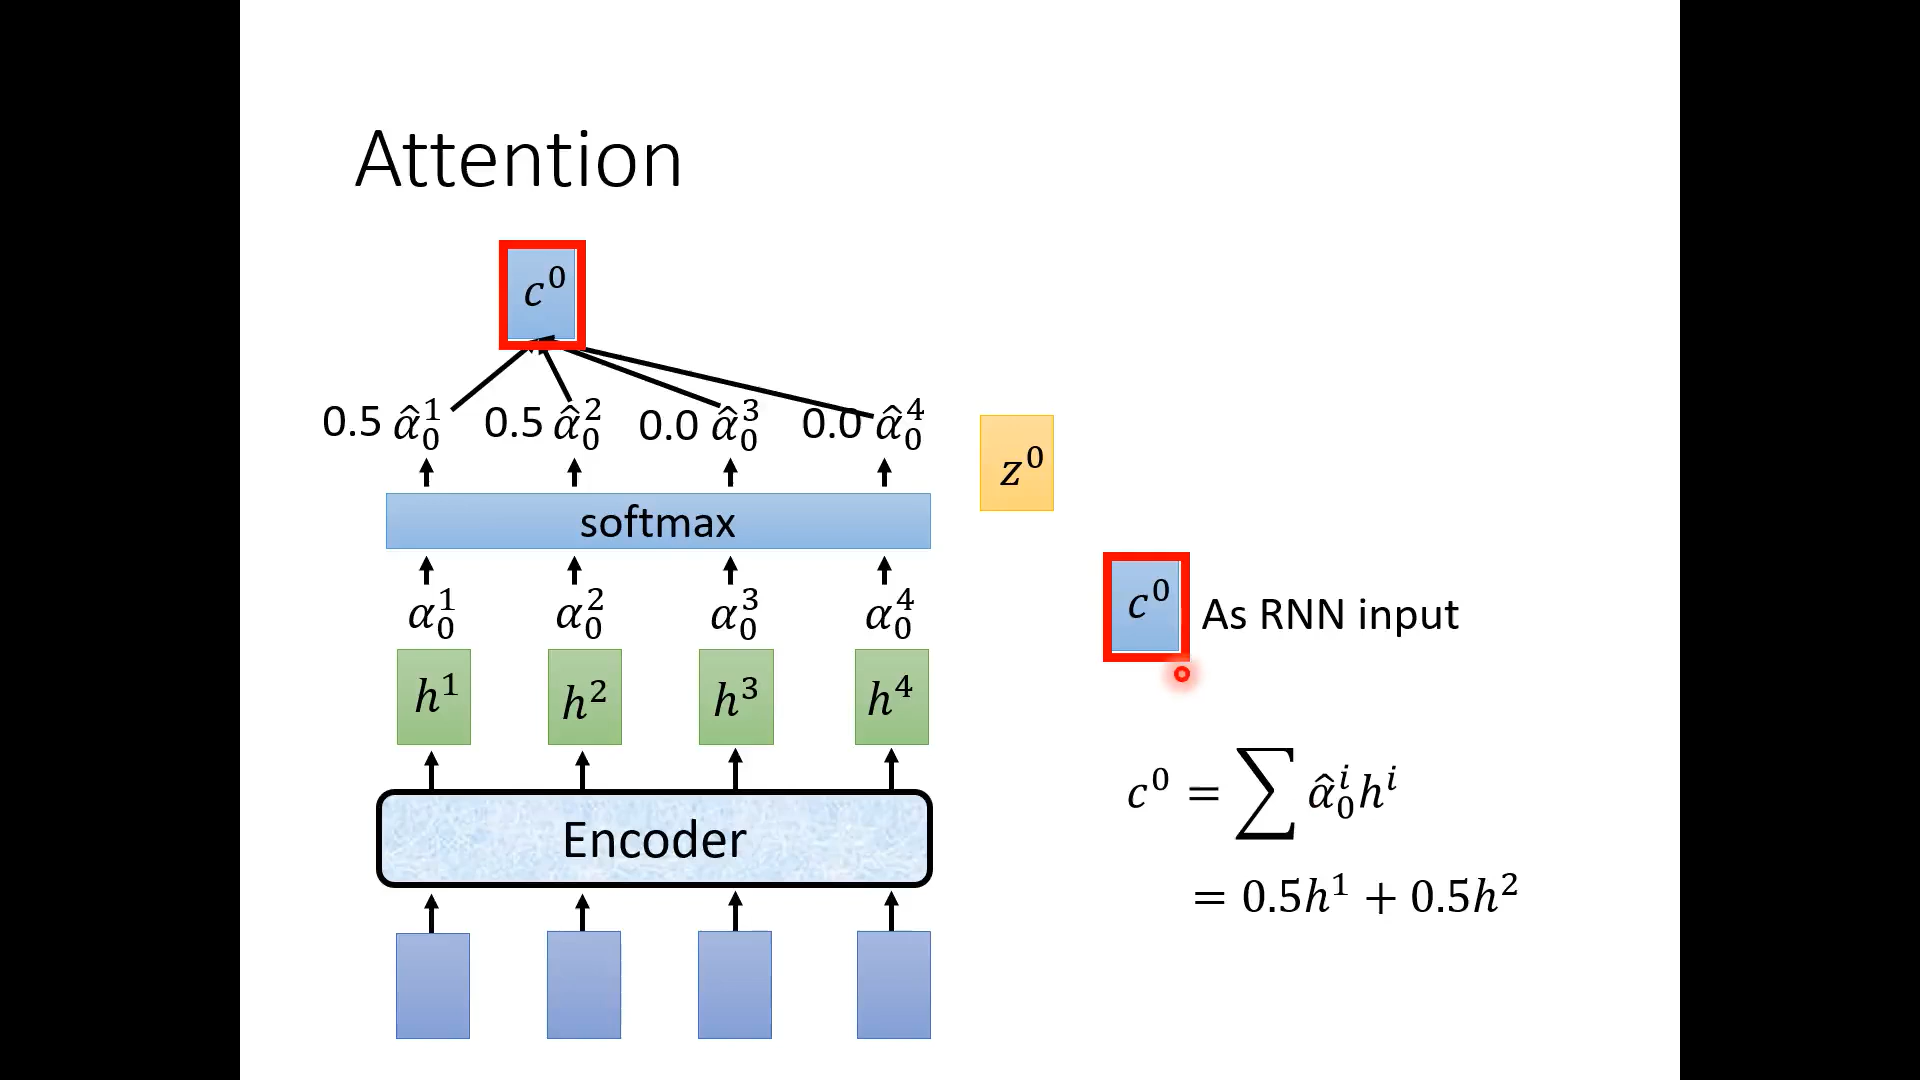 Attention
c⁰
0.5 α̂₀¹ 0.5 α̂₀² 0.0 α̂₀³ 0.0 α̂₀⁴
z⁰
softmax
α₀¹ α₀² α₀³ α₀⁴
c⁰ As RNN input
h¹ h² h³ h⁴
c⁰ = ∑ α̂₀ⁱhⁱ
Encoder
= 0.5h¹ + 0.5h²